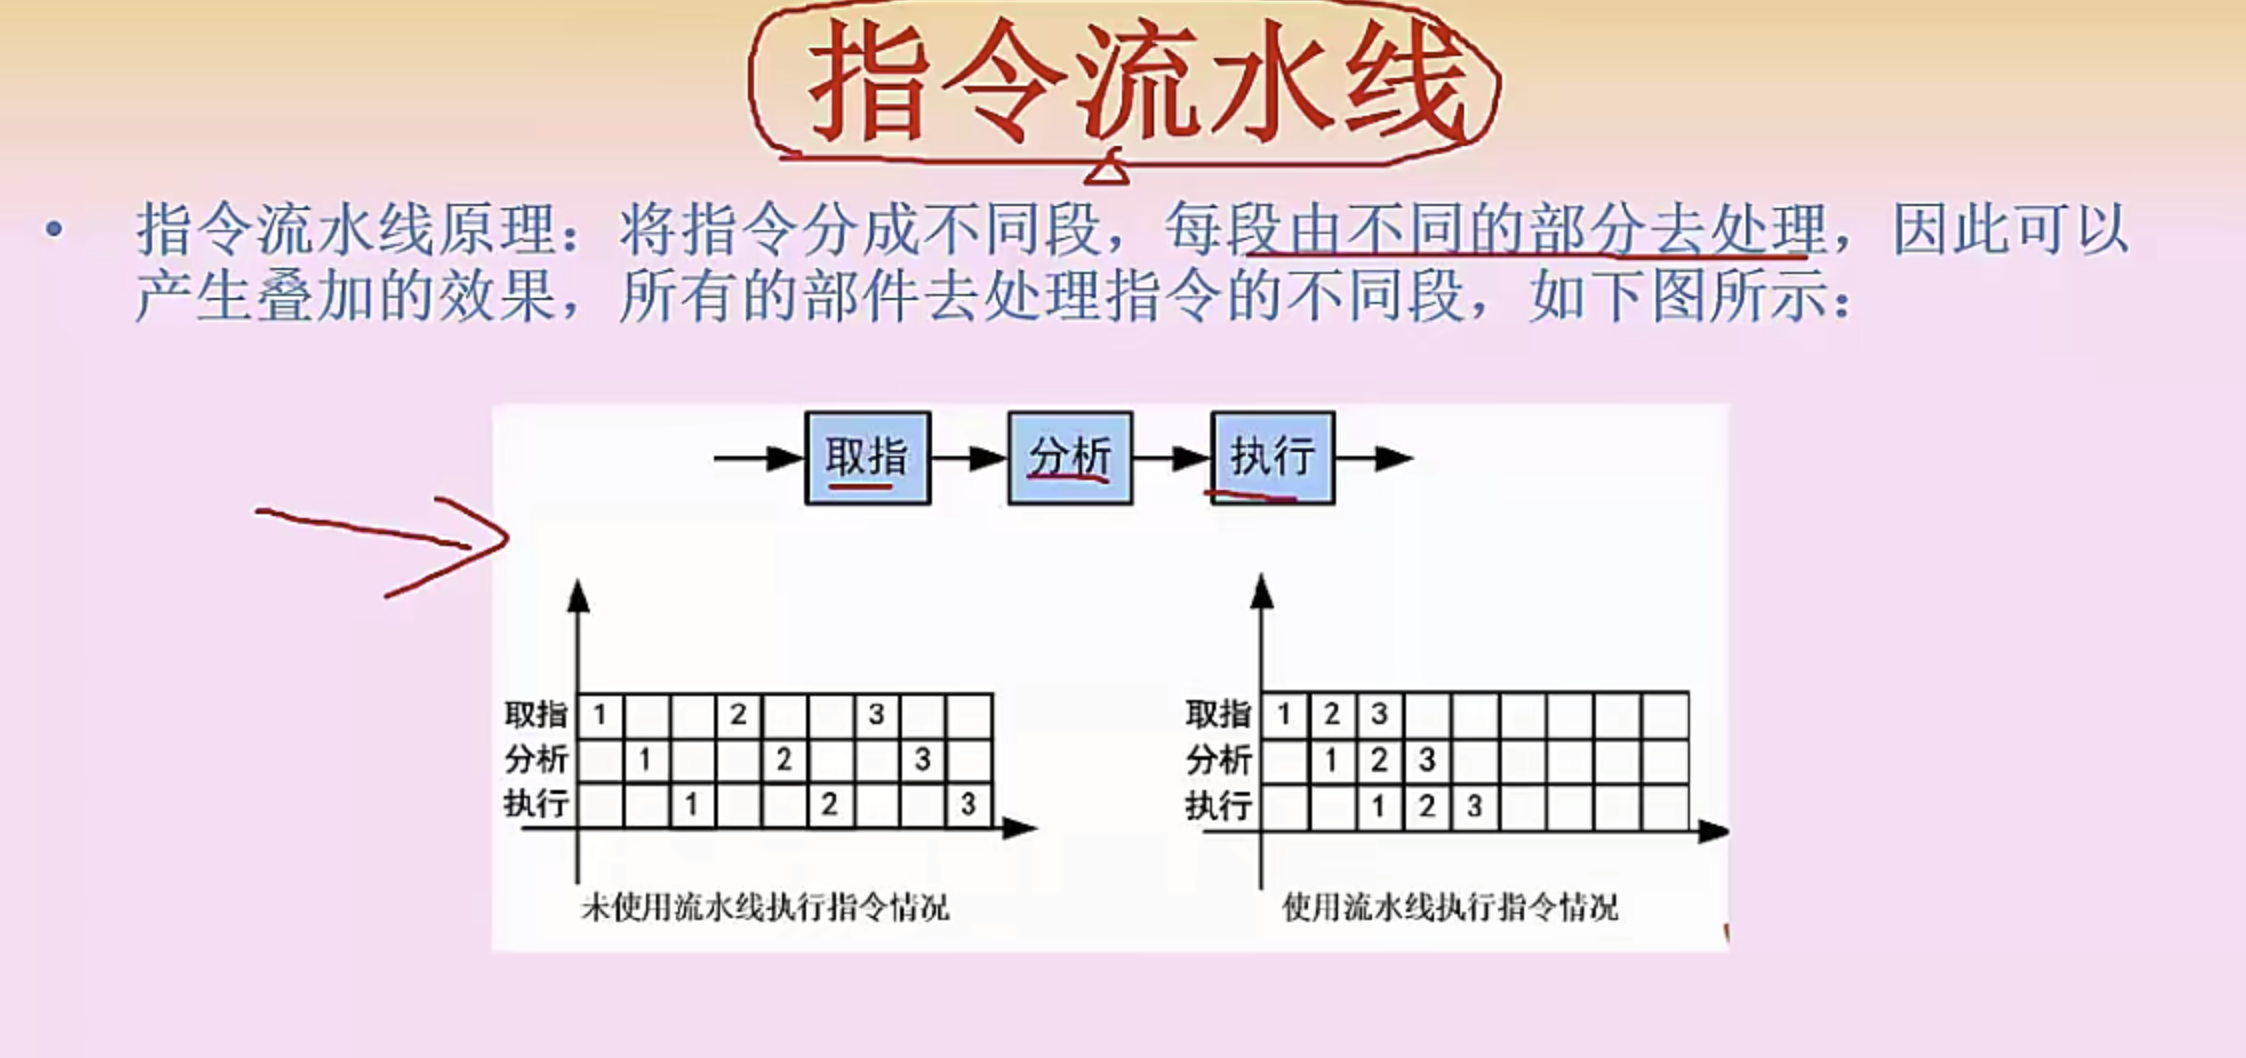 指令流水线
• 指令流水线原理：将指令分成不同段，每段由不同的部分去处理，因此可以
产生叠加的效果，所有的部件去处理指令的不同段，如下图所示：
取指 分析 执行
取指 1 2 3
分析 1 2 3
执行 1 2 3
未使用流水线执行指令情况
取指 1 2 3
分析 1 2 3
执行 1 2 3
使用流水线执行指令情况